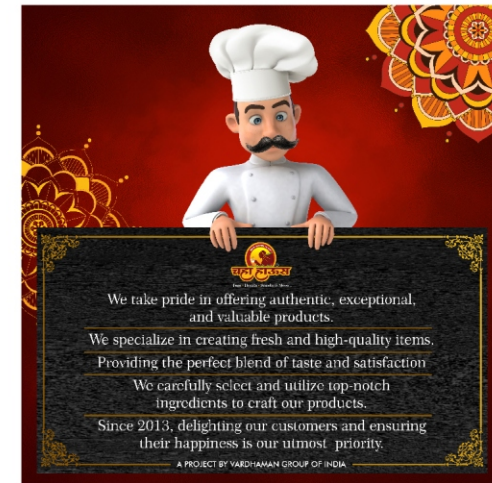 चहा हाऊस
We take pride in offering authentic, exceptional,
and valuable products.
We specialize in creating fresh and high-quality items.
Providing the perfect blend of taste and satisfaction
We carefully select and utilize top-notch
ingredients to craft our products.
Since 2013, delighting our customers and ensuring
their happiness is our utmost priority.
A PROJECT BY VARDHAMAN GROUP OF INDIA